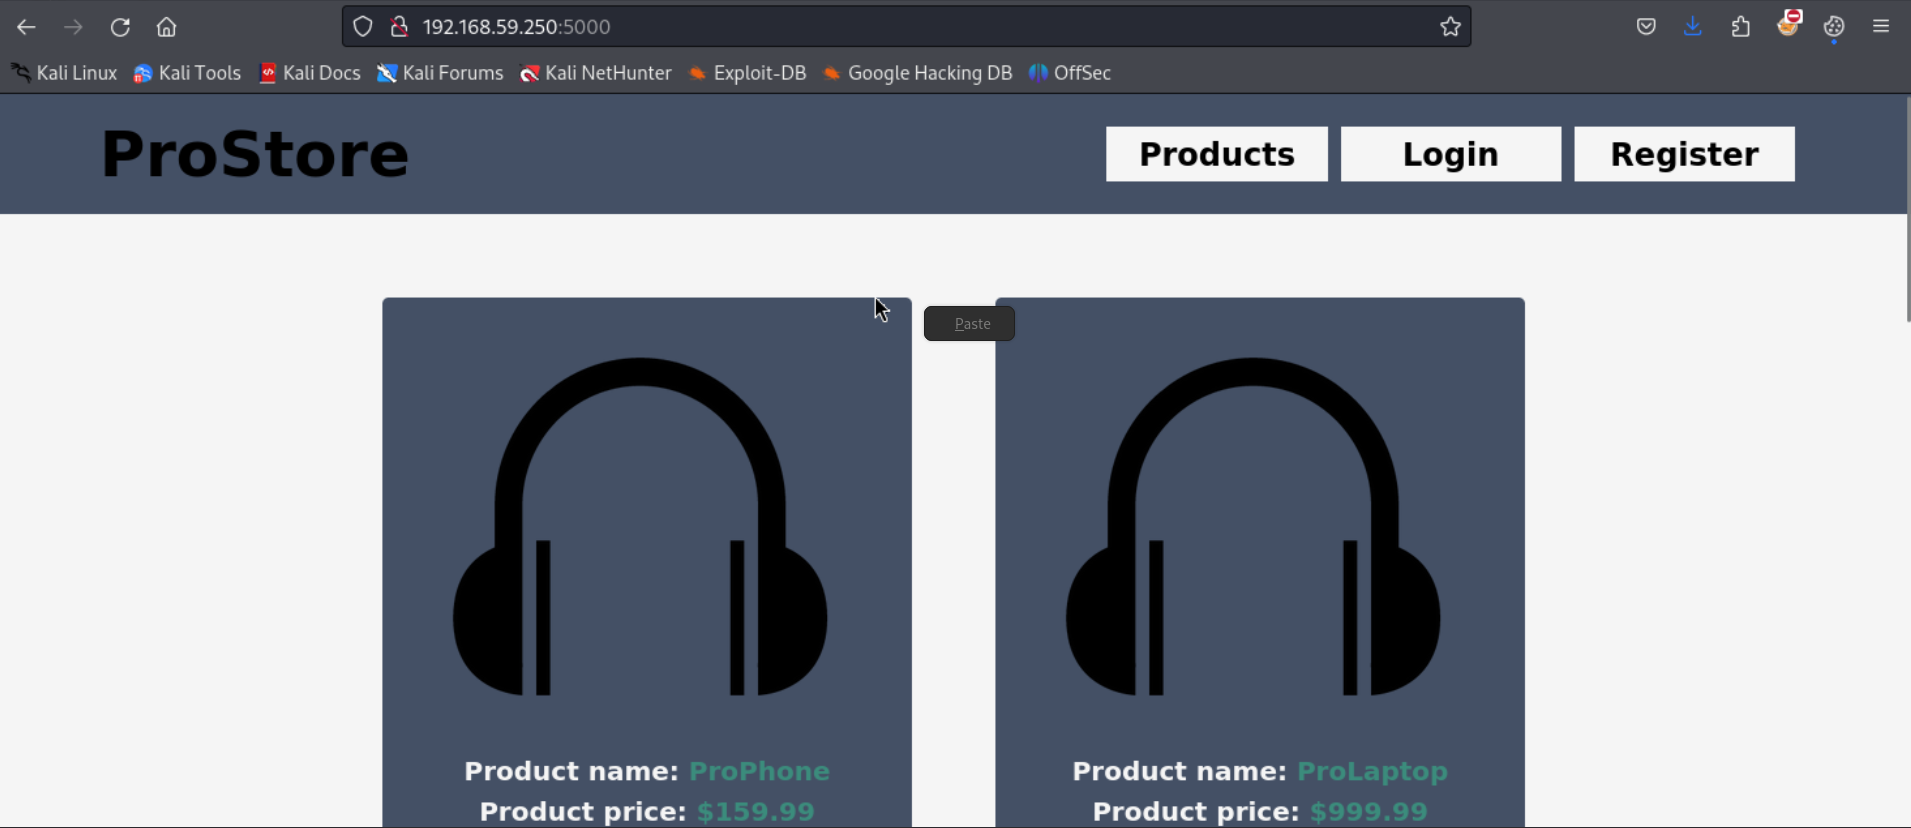 192.168.59.250:5000
Kali Linux Kali Tools Kali Docs Kali Forums Kali NetHunter Exploit-DB Google Hacking DB OffSec
ProStore Products Login Register
Paste
Product name: ProPhone Product name: ProLaptop
Product price: $159.99 Product price: $999.99